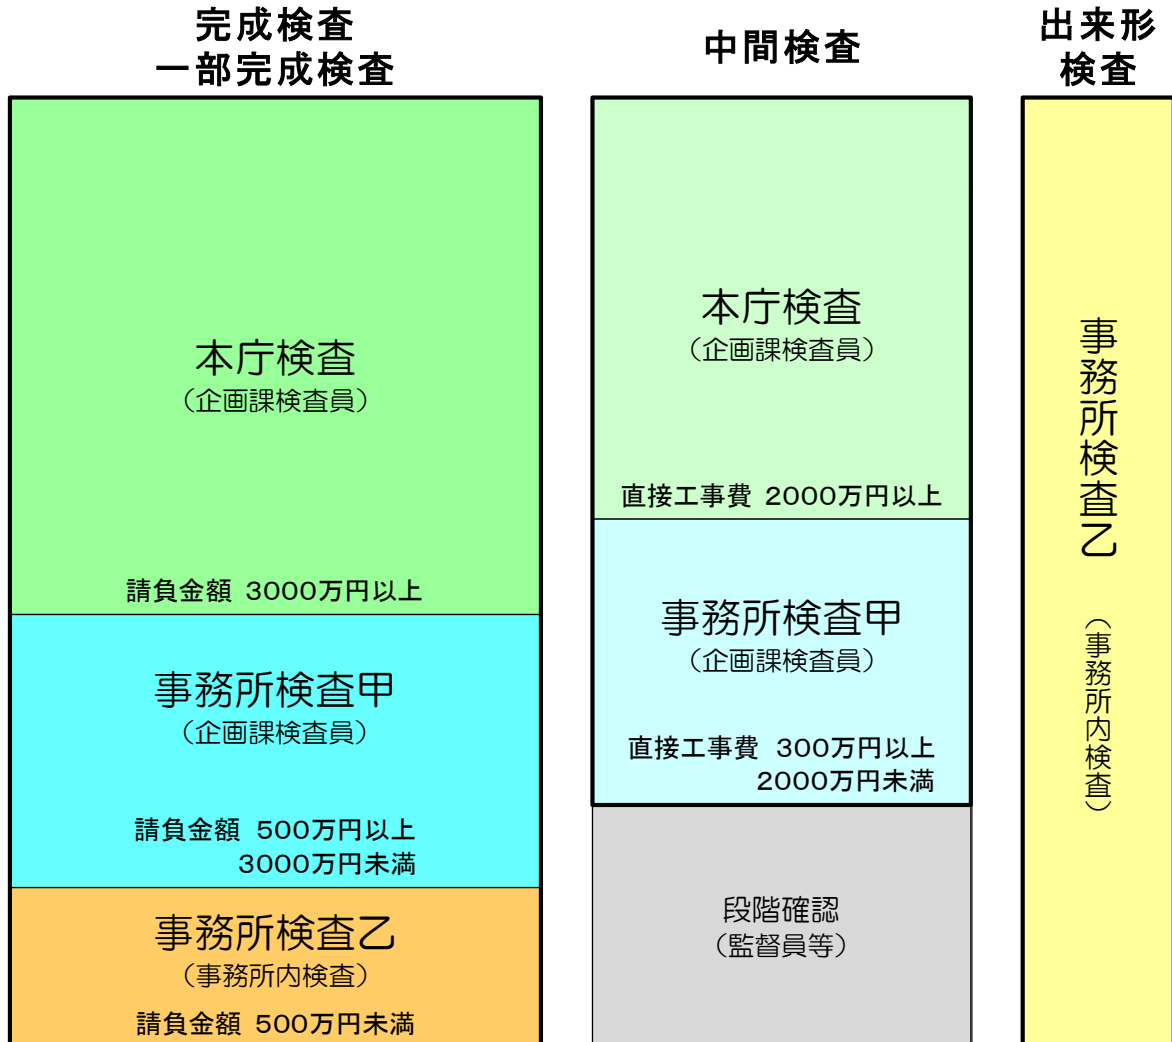 完成検査
一部完成検査
本庁検査
（企画課検査員）
請負金額 3000万円以上
事務所検査甲
（企画課検査員）
請負金額 500万円以上
3000万円未満
事務所検査乙
（事務所内検査）
請負金額 500万円未満
中間検査
本庁検査
（企画課検査員）
直接工事費 2000万円以上
事務所検査甲
（企画課検査員）
直接工事費 300万円以上
2000万円未満
段階確認
（監督員等）
出来形
検査
事務所検査乙
（事務所内検査）